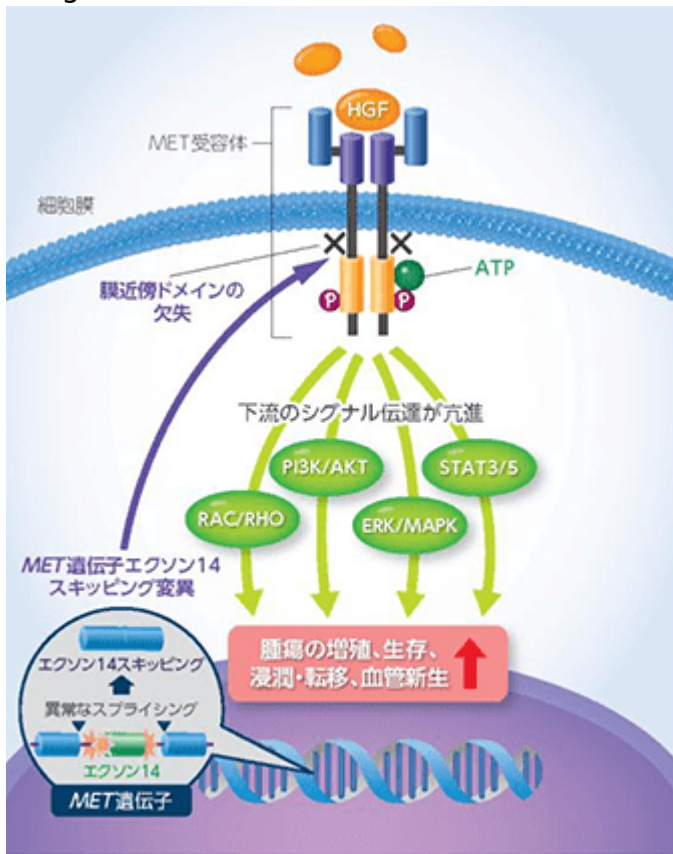 HGF
MET受容体
細胞膜
ATP
膜近傍ドメインの
欠失
P
P
下流のシグナル伝達が亢進
PI3K/AKT
STAT3/5
RAC/RHO
ERK/MAPK
MET遺伝子エクソン14
スキッピング変異
腫瘍の増殖、生存、
浸潤・転移、血管新生
エクソン14スキッピング
異常なスプライシング
エクソン14
MET遺伝子